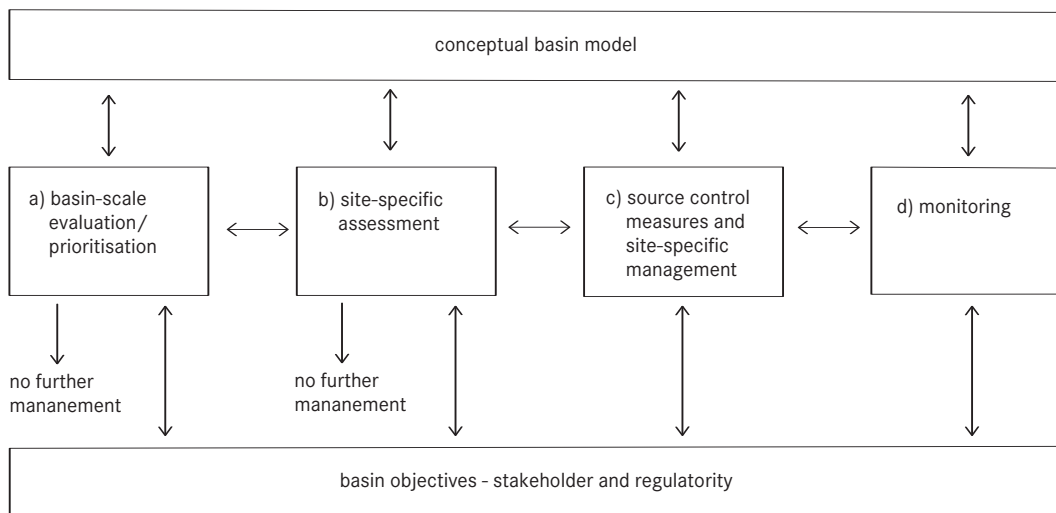 conceptual basin model
a) basin-scale
evaluation/
prioritisation
b) site-specific
assessment
c) source control
measures and
site-specific
management
d) monitoring
no further
mananement
no further
mananement
basin objectives - stakeholder and regulatority